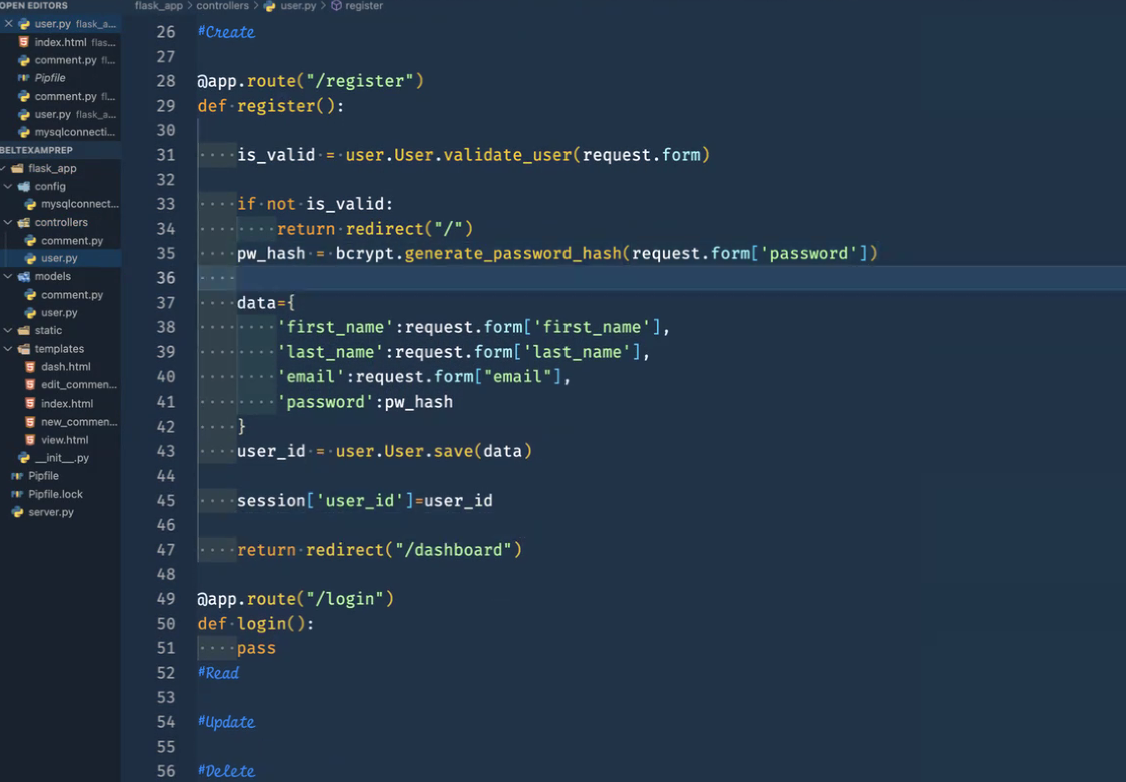 OPEN EDITORS
user.py flask_a...
index.html flas...
comment.py fl...
Pipfile
comment.py fl...
user.py flask_a...
mysqlconnecti...
BELTEXAMPREP
flask_app
config
mysqlconnect...
controllers
comment.py
user.py
models
comment.py
user.py
static
templates
dash.html
edit_commen...
index.html
new_commen...
view.html
__init__.py
Pipfile
Pipfile.lock
server.py
flask_app > controllers > user.py > register
26 #Create
27
28 @app.route("/register")
29 def register():
30
31     is_valid = user.User.validate_user(request.form)
32
33     if not is_valid:
34         return redirect("/")
35     pw_hash = bcrypt.generate_password_hash(request.form['password'])
36
37     data={
38         'first_name':request.form['first_name'],
39         'last_name':request.form['last_name'],
40         'email':request.form["email"],
41         'password':pw_hash
42     }
43     user_id = user.User.save(data)
44
45     session['user_id']=user_id
46
47     return redirect("/dashboard")
48
49 @app.route("/login")
50 def login():
51     pass
52 #Read
53
54 #Update
55
56 #Delete